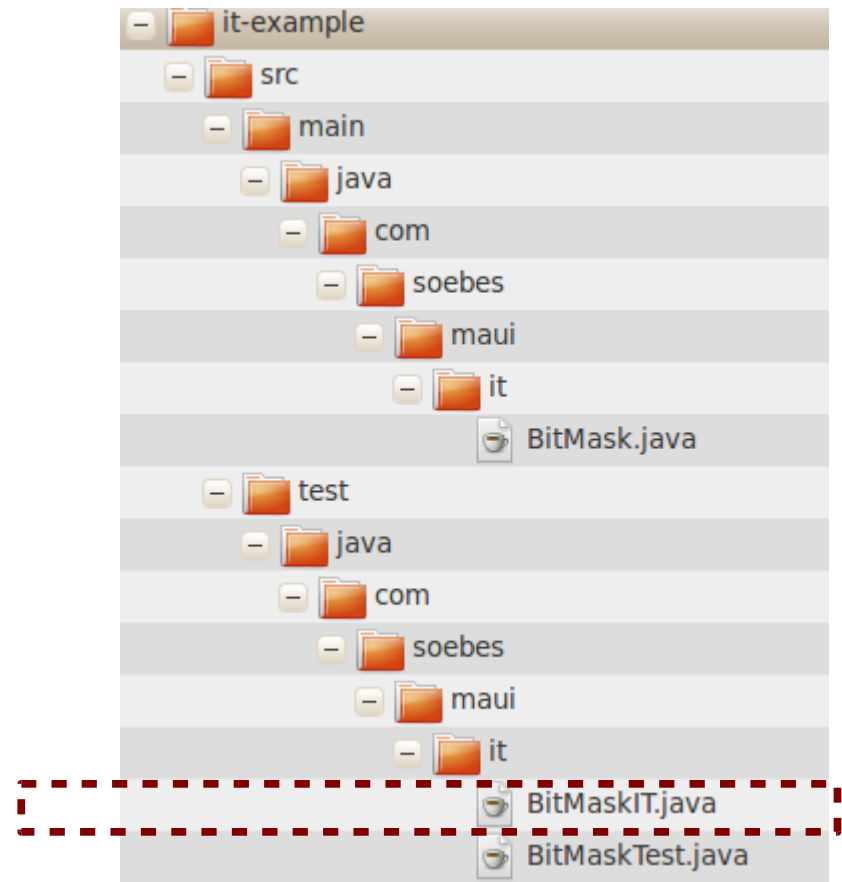 it-example
src
main
java
com
soebes
maui
it
BitMask.java
test
java
com
soebes
maui
it
BitMaskIT.java
BitMaskTest.java